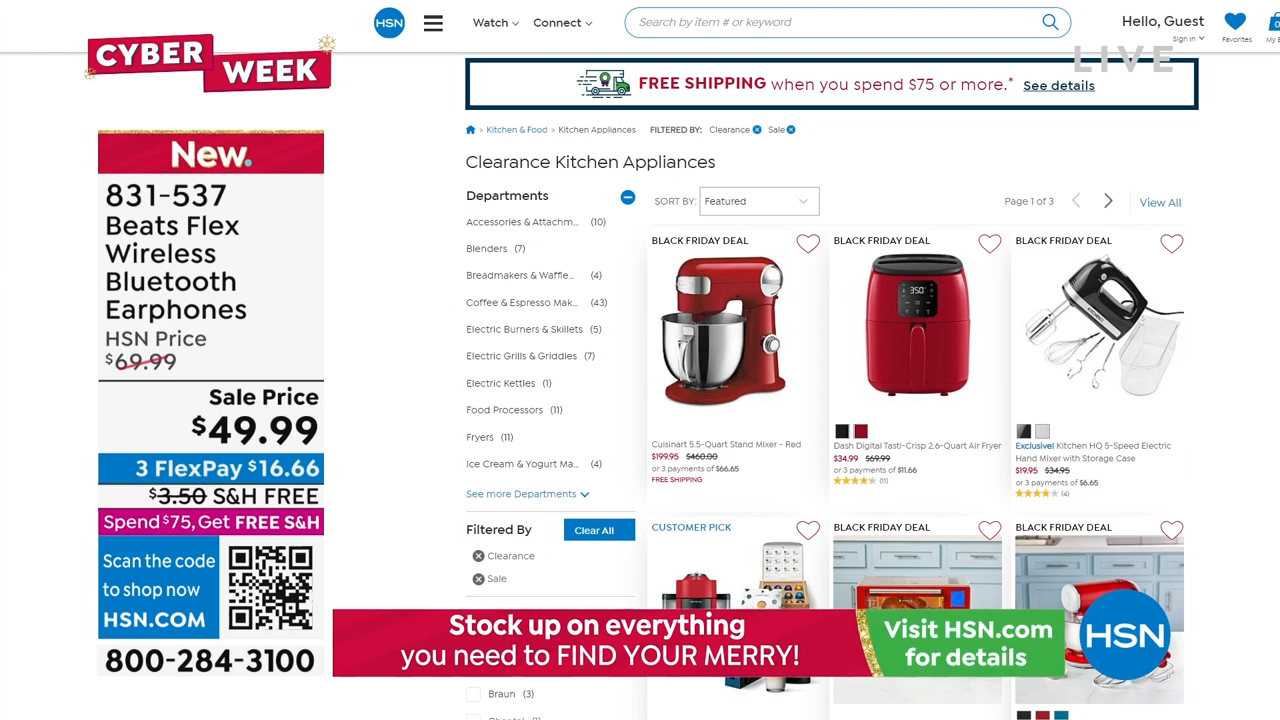 HSN
Watch
Connect
Search by item # or keyword
Hello, Guest
Sign In
Favorites
LIVE
CYBER
WEEK
FREE SHIPPING when you spend $75 or more.* See details
> Kitchen & Food > Kitchen Appliances
FILTERED BY: Clearance Sale
Clearance Kitchen Appliances
New.
831-537
Beats Flex
Wireless
Bluetooth
Earphones
HSN Price
$69.99
Sale Price
$49.99
3 FlexPay $16.66
$3.50 S&H FREE
Spend $75, Get FREE S&H
Scan the code
to shop now
HSN.COM
800-284-3100
Departments
Accessories & Attachm... (10)
Blenders (7)
Breadmakers & Waffle... (4)
Coffee & Espresso Mak... (43)
Electric Burners & Skillets (5)
Electric Grills & Griddles (7)
Electric Kettles (1)
Food Processors (11)
Fryers (11)
Ice Cream & Yogurt Ma... (4)
See more Departments
Filtered By
Clear All
Clearance
Sale
Braun (3)
SORT BY: Featured
Page 1 of 3
View All
BLACK FRIDAY DEAL
Cuisinart 5.5-Quart Stand Mixer - Red
$199.95 $460.00
or 3 payments of $66.65
FREE SHIPPING
BLACK FRIDAY DEAL
350°
Dash Digital Tasti-Crisp 2.6-Quart Air Fryer
$34.99 $69.99
or 3 payments of $11.66
(11)
BLACK FRIDAY DEAL
Exclusive! Kitchen HQ 5-Speed Electric
Hand Mixer with Storage Case
$19.95 $34.95
or 3 payments of $6.65
(4)
CUSTOMER PICK
BLACK FRIDAY DEAL
BLACK FRIDAY DEAL
Stock up on everything
you need to FIND YOUR MERRY!
Visit HSN.com
for details
HSN